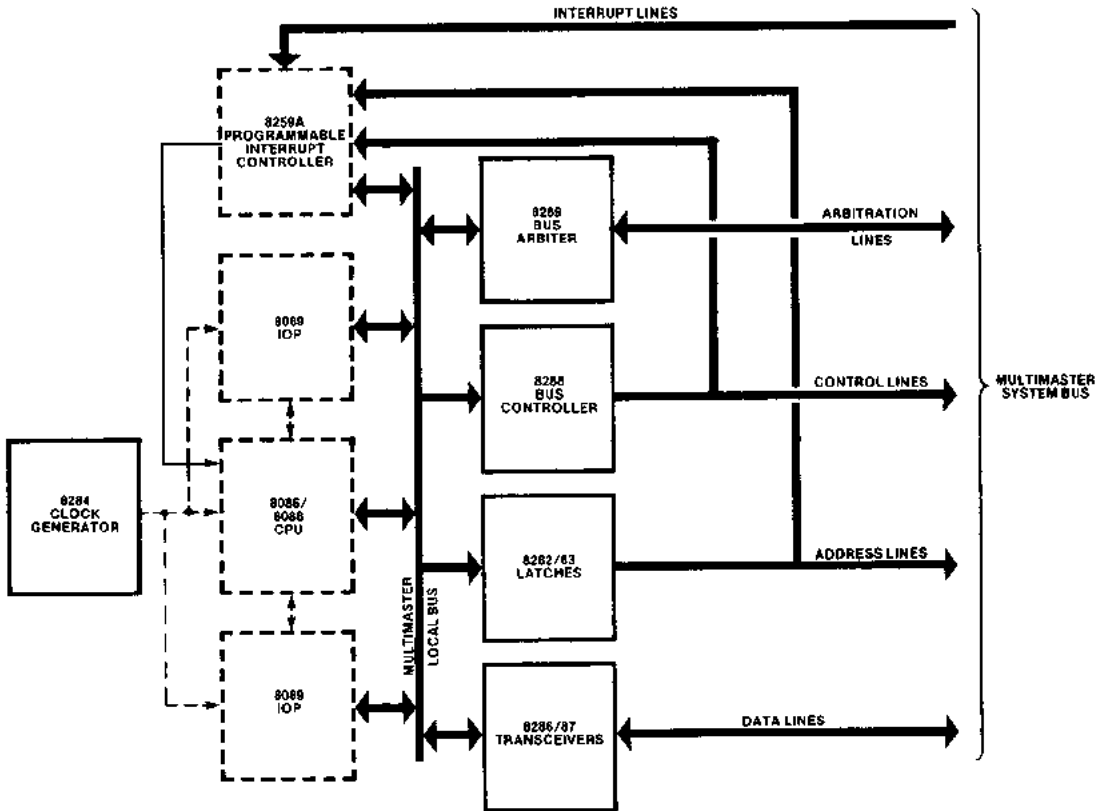 INTERRUPT LINES
8259A
PROGRAMMABLE
INTERRUPT
CONTROLLER
8289
BUS
ARBITER
ARBITRATION
LINES
8089
IOP
8288
BUS
CONTROLLER
CONTROL LINES
MULTIMASTER
SYSTEM BUS
8284
CLOCK
GENERATOR
8086/
8088
CPU
8282/83
LATCHES
ADDRESS LINES
MULTIMASTER
LOCAL BUS
8089
IOP
8286/87
TRANSCEIVERS
DATA LINES